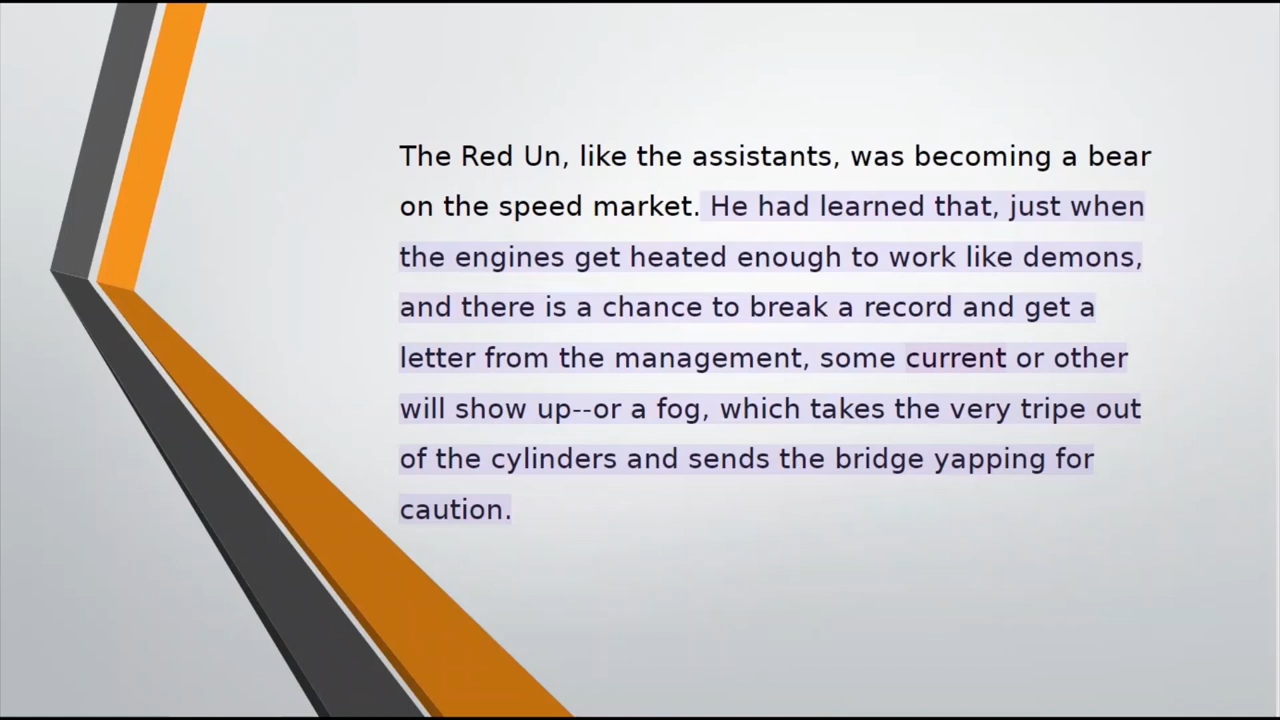 The Red Un, like the assistants, was becoming a bear
on the speed market. He had learned that, just when
the engines get heated enough to work like demons,
and there is a chance to break a record and get a
letter from the management, some current or other
will show up--or a fog, which takes the very tripe out
of the cylinders and sends the bridge yapping for
caution.